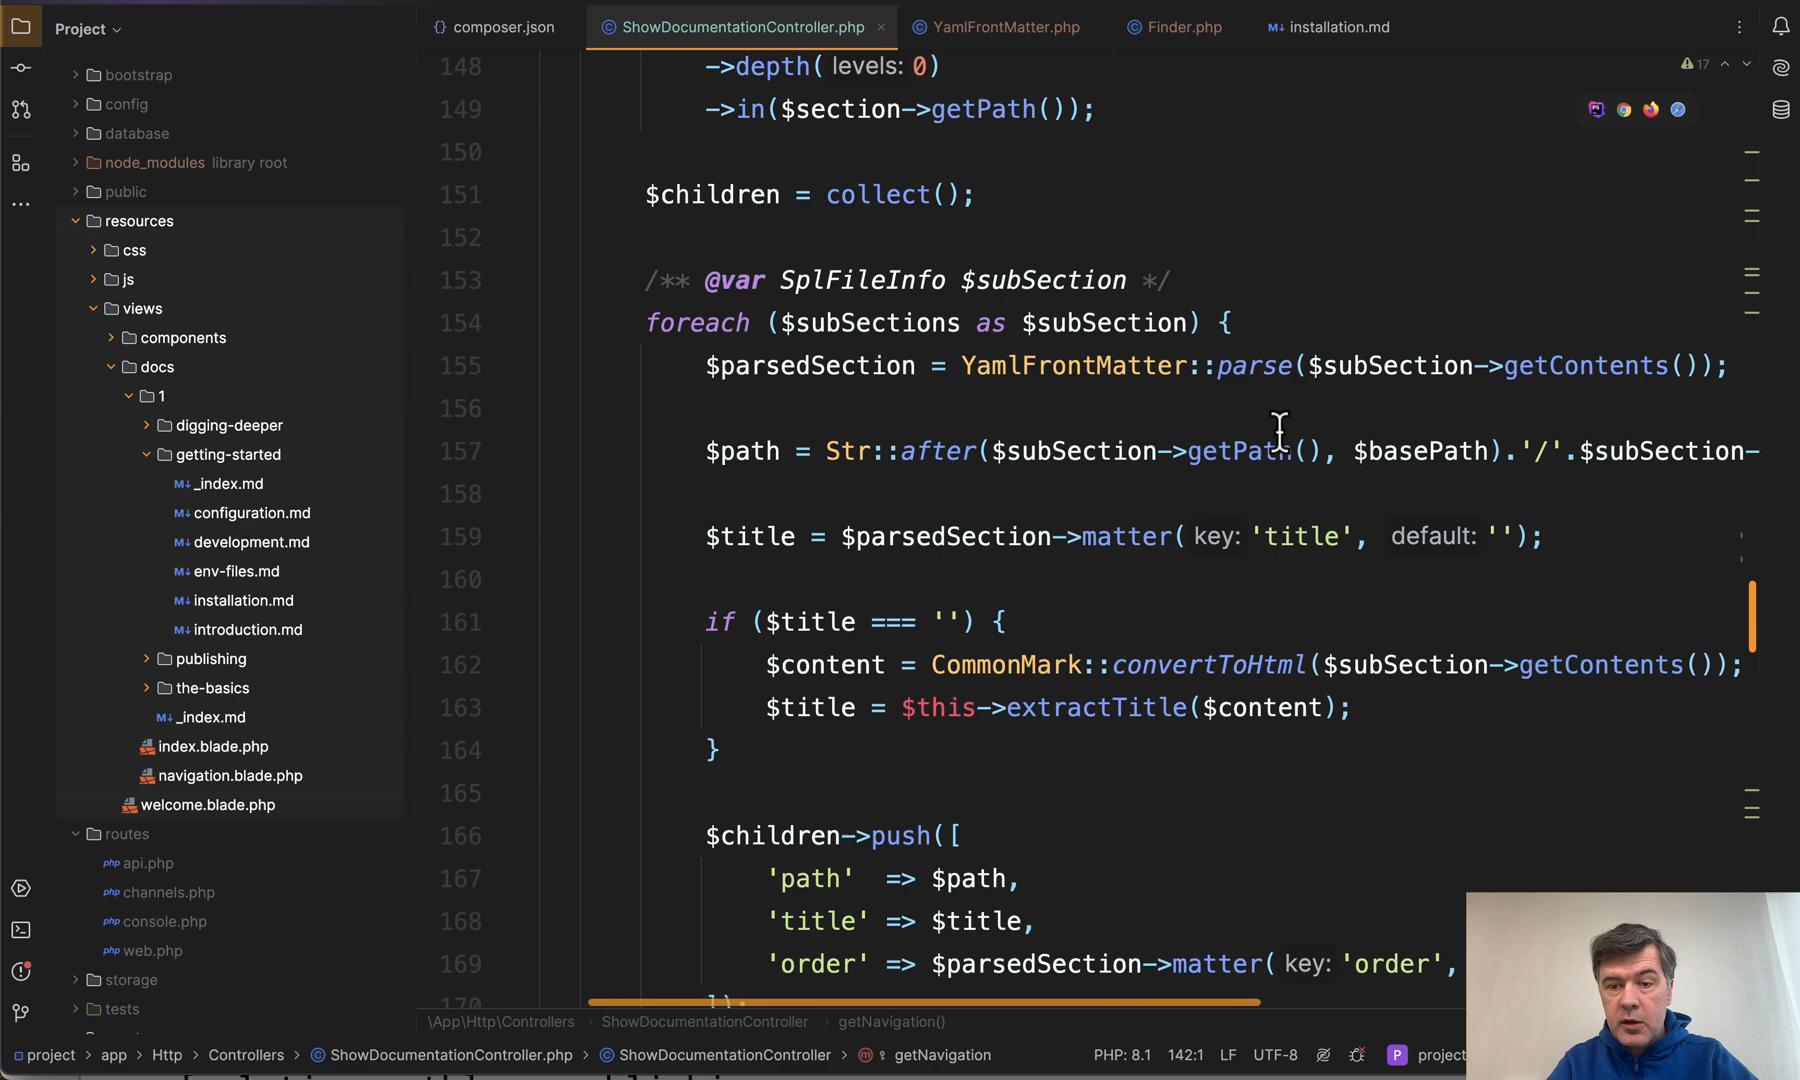 Project
composer.json
ShowDocumentationController.php
YamlFrontMatter.php
Finder.php
installation.md
bootstrap
config
database
node_modules library root
public
resources
css
js
views
components
docs
1
digging-deeper
getting-started
_index.md
configuration.md
development.md
env-files.md
installation.md
introduction.md
publishing
the-basics
_index.md
index.blade.php
navigation.blade.php
welcome.blade.php
routes
api.php
channels.php
console.php
web.php
storage
tests
17
148 ->depth( levels: 0)
149 ->in($section->getPath());
150
151 $children = collect();
152
153 /** @var SplFileInfo $subSection */
154 foreach ($subSections as $subSection) {
155 $parsedSection = YamlFrontMatter::parse($subSection->getContents());
156
157 $path = Str::after($subSection->getPath(), $basePath).'/'.$subSection-
158
159 $title = $parsedSection->matter( key: 'title', default: '');
160
161 if ($title === '') {
162 $content = CommonMark::convertToHtml($subSection->getContents());
163 $title = $this->extractTitle($content);
164 }
165
166 $children->push([
167 'path' => $path,
168 'title' => $title,
169 'order' => $parsedSection->matter( key: 'order',
170 ]);
\App\Http\Controllers ShowDocumentationController getNavigation()
project app Http Controllers ShowDocumentationController.php ShowDocumentationController getNavigation PHP: 8.1 142:1 LF UTF-8 project